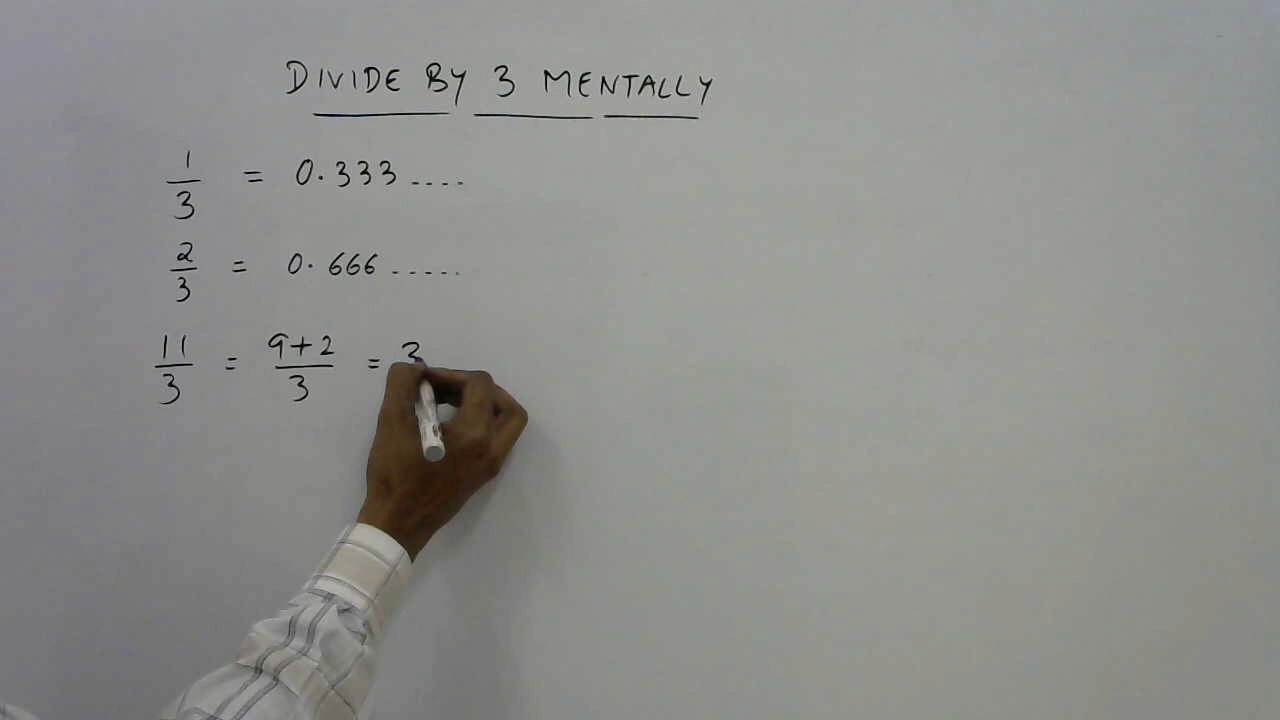 DIVIDE BY 3 MENTALLY
1/3 = 0.333....
2/3 = 0.666.....
11/3 = 9+2/3 = 3